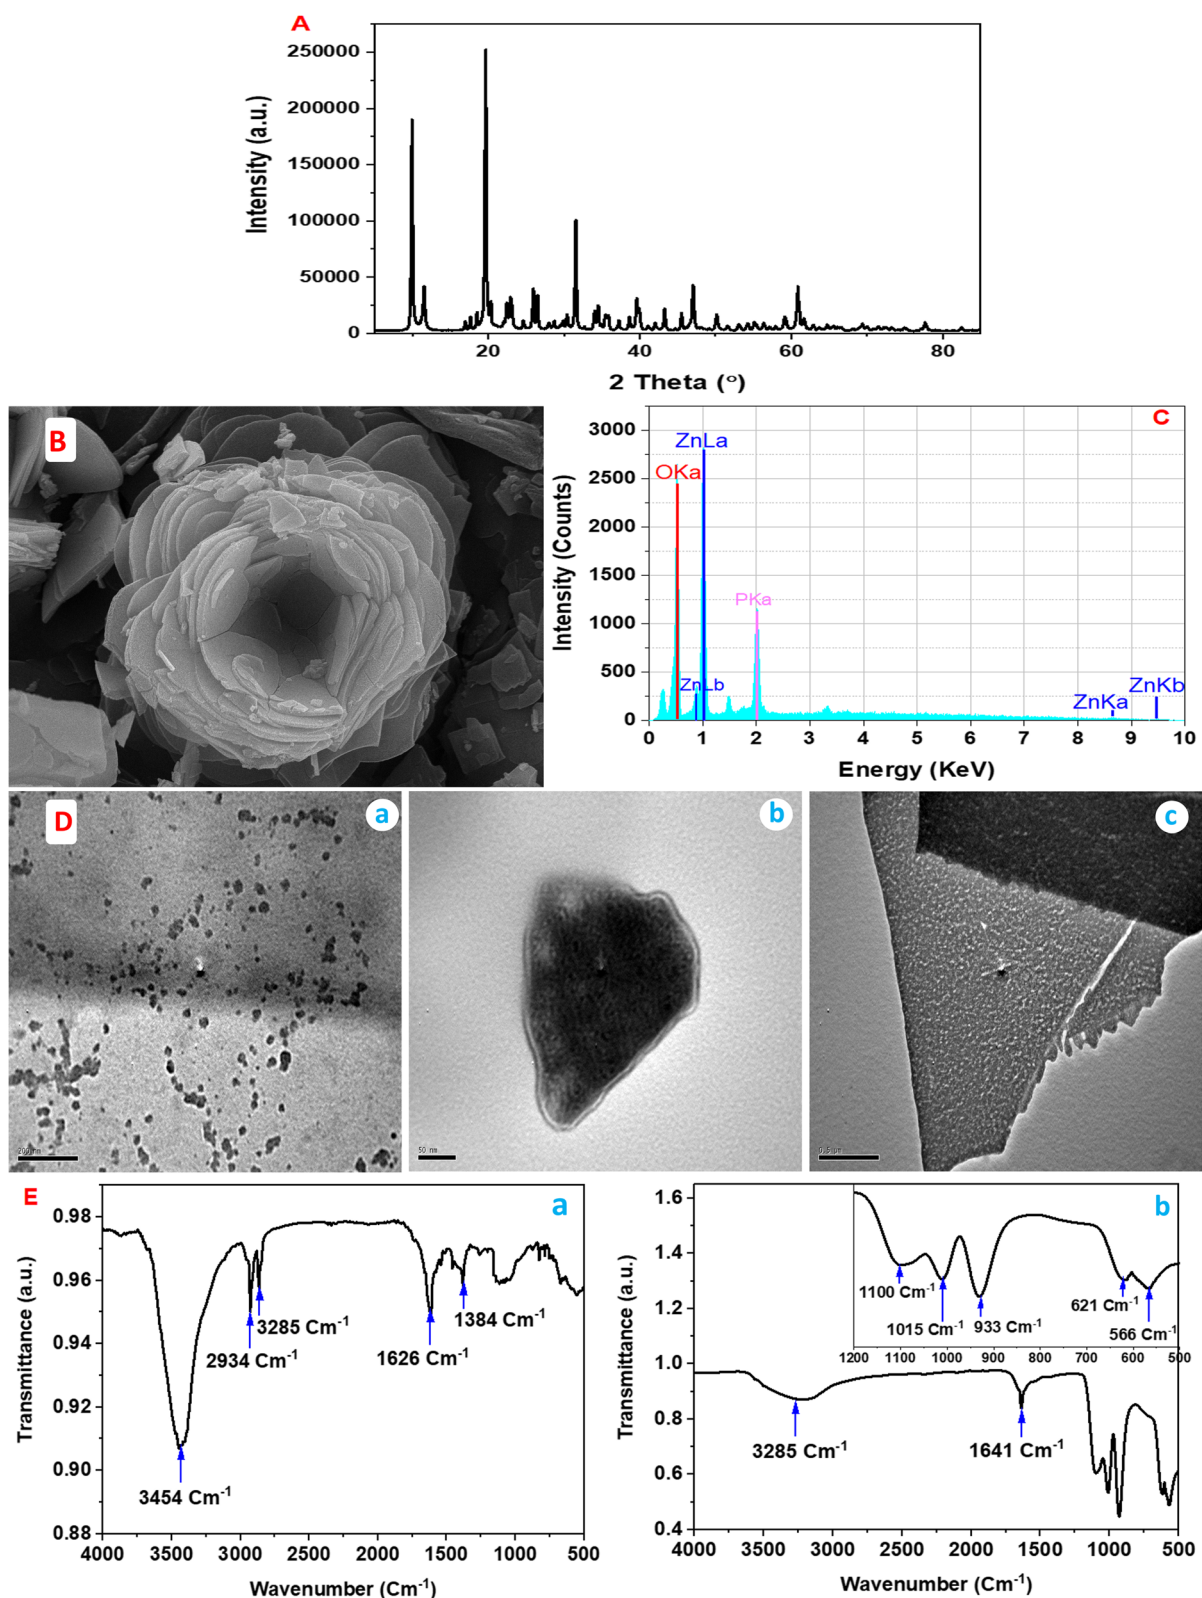 A
250000
200000
150000
100000
50000
0
Intensity (a.u.)
20
40
60
80
2 Theta (°)
B
C
3000
2500
2000
1500
1000
500
0
Intensity (Counts)
ZnLa
OKa
PKa
ZnLb
ZnKa
ZnKb
0 1 2 3 4 5 6 7 8 9 10
Energy (KeV)
D
a
200 nm
b
50 nm
c
0.5 µm
E
a
0.98
0.96
0.94
0.92
0.90
0.88
Transmittance (a.u.)
3285 Cm-1
2934 Cm-1
1626 Cm-1
1384 Cm-1
3454 Cm-1
4000 3500 3000 2500 2000 1500 1000 500
Wavenumber (Cm-1)
b
1.6
1.4
1.2
1.0
0.8
0.6
0.4
Transmittance (a.u.)
1100 Cm-1
1015 Cm-1
933 Cm-1
621 Cm-1
566 Cm-1
1200 1100 1000 900 800 700 600 500
3285 Cm-1
1641 Cm-1
4000 3500 3000 2500 2000 1500 1000 500
Wavenumber (Cm-1)